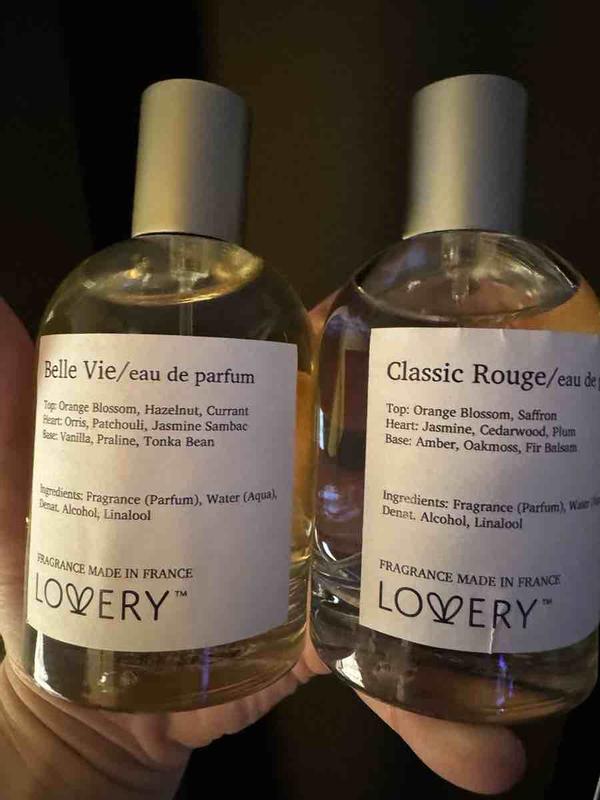 Belle Vie/eau de parfum
Top: Orange Blossom, Hazelnut, Currant
Heart: Orris, Patchouli, Jasmine Sambac
Base: Vanilla, Praline, Tonka Bean
Ingredients: Fragrance (Parfum), Water (Aqua),
Denat. Alcohol, Linalool
FRAGRANCE MADE IN FRANCE
LOVERY™
Classic Rouge/eau de
Top: Orange Blossom, Saffron
Heart: Jasmine, Cedarwood, Plum
Base: Amber, Oakmoss, Fir Balsam
Ingredients: Fragrance (Parfum), Water
Denat. Alcohol, Linalool
FRAGRANCE MADE IN FRANCE
LOVERY™